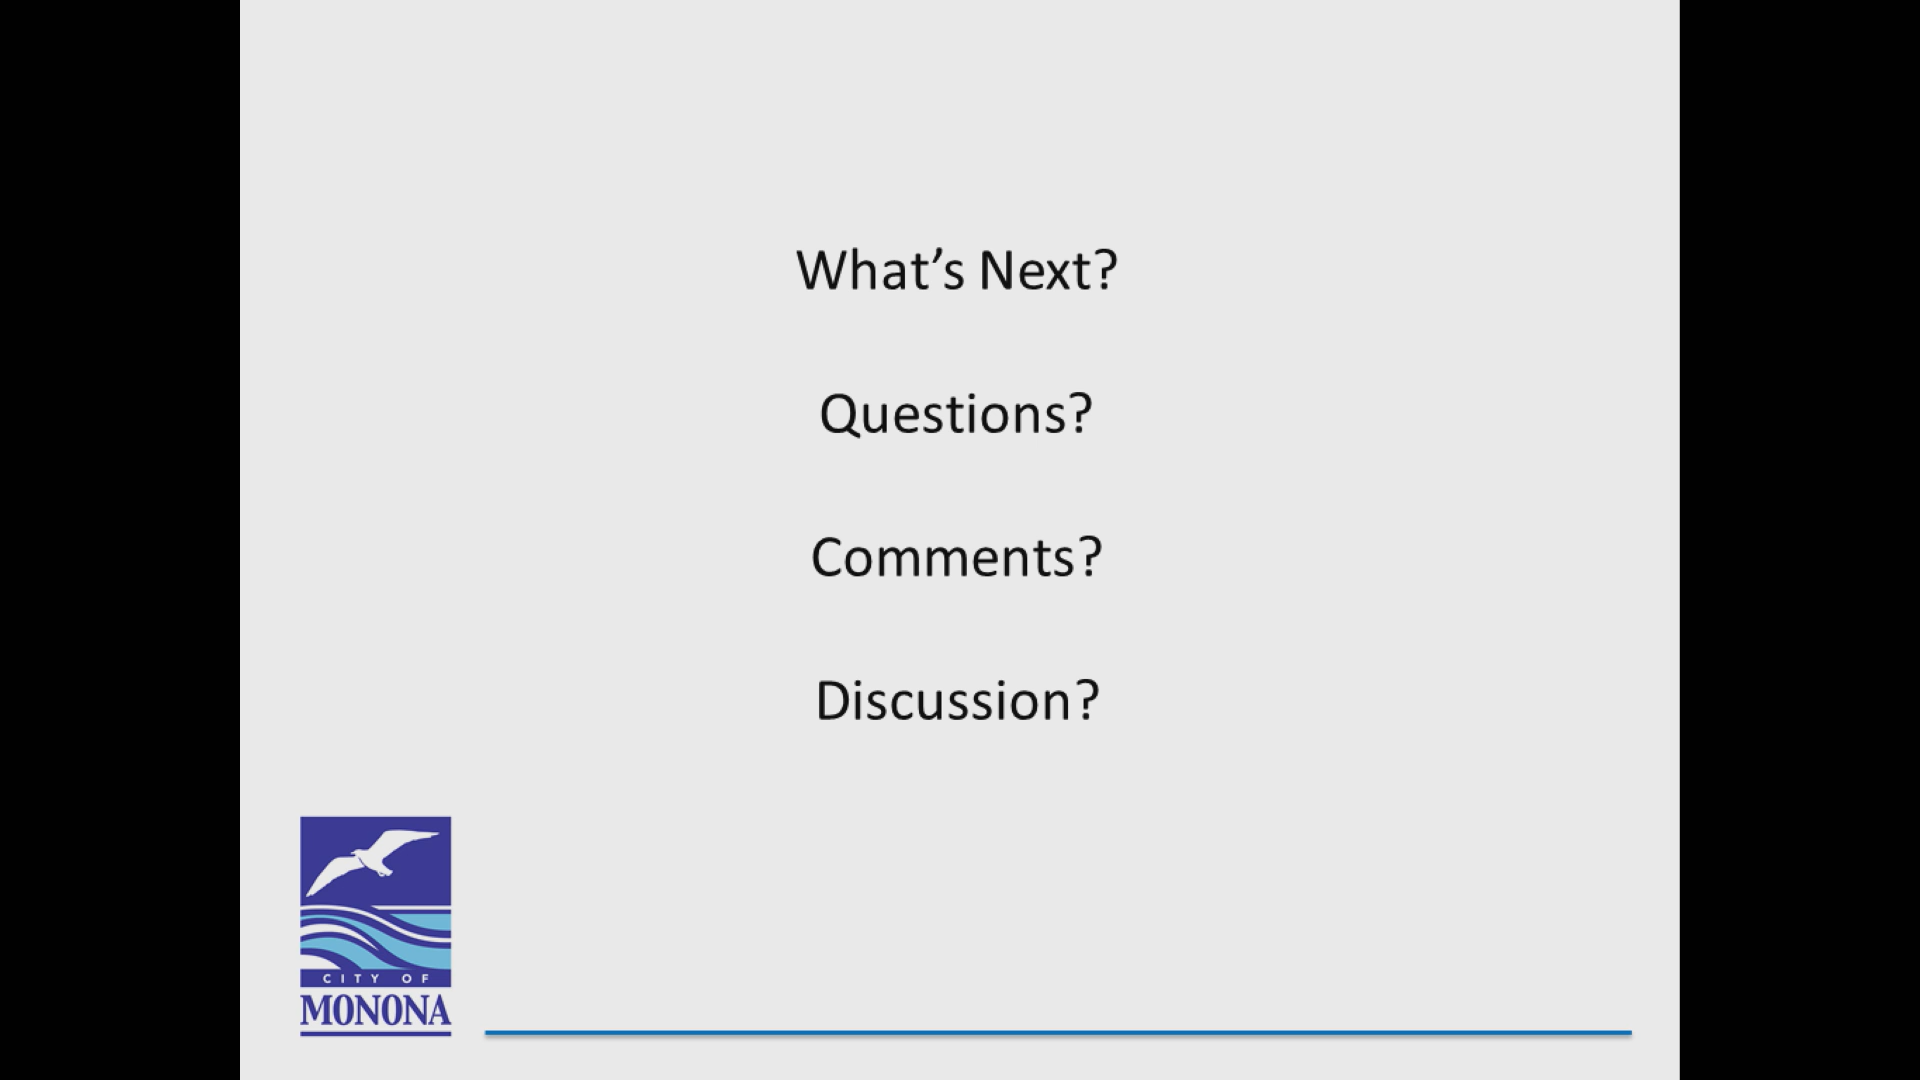 What’s Next?
Questions?
Comments?
Discussion?
CITY OF
MONONA